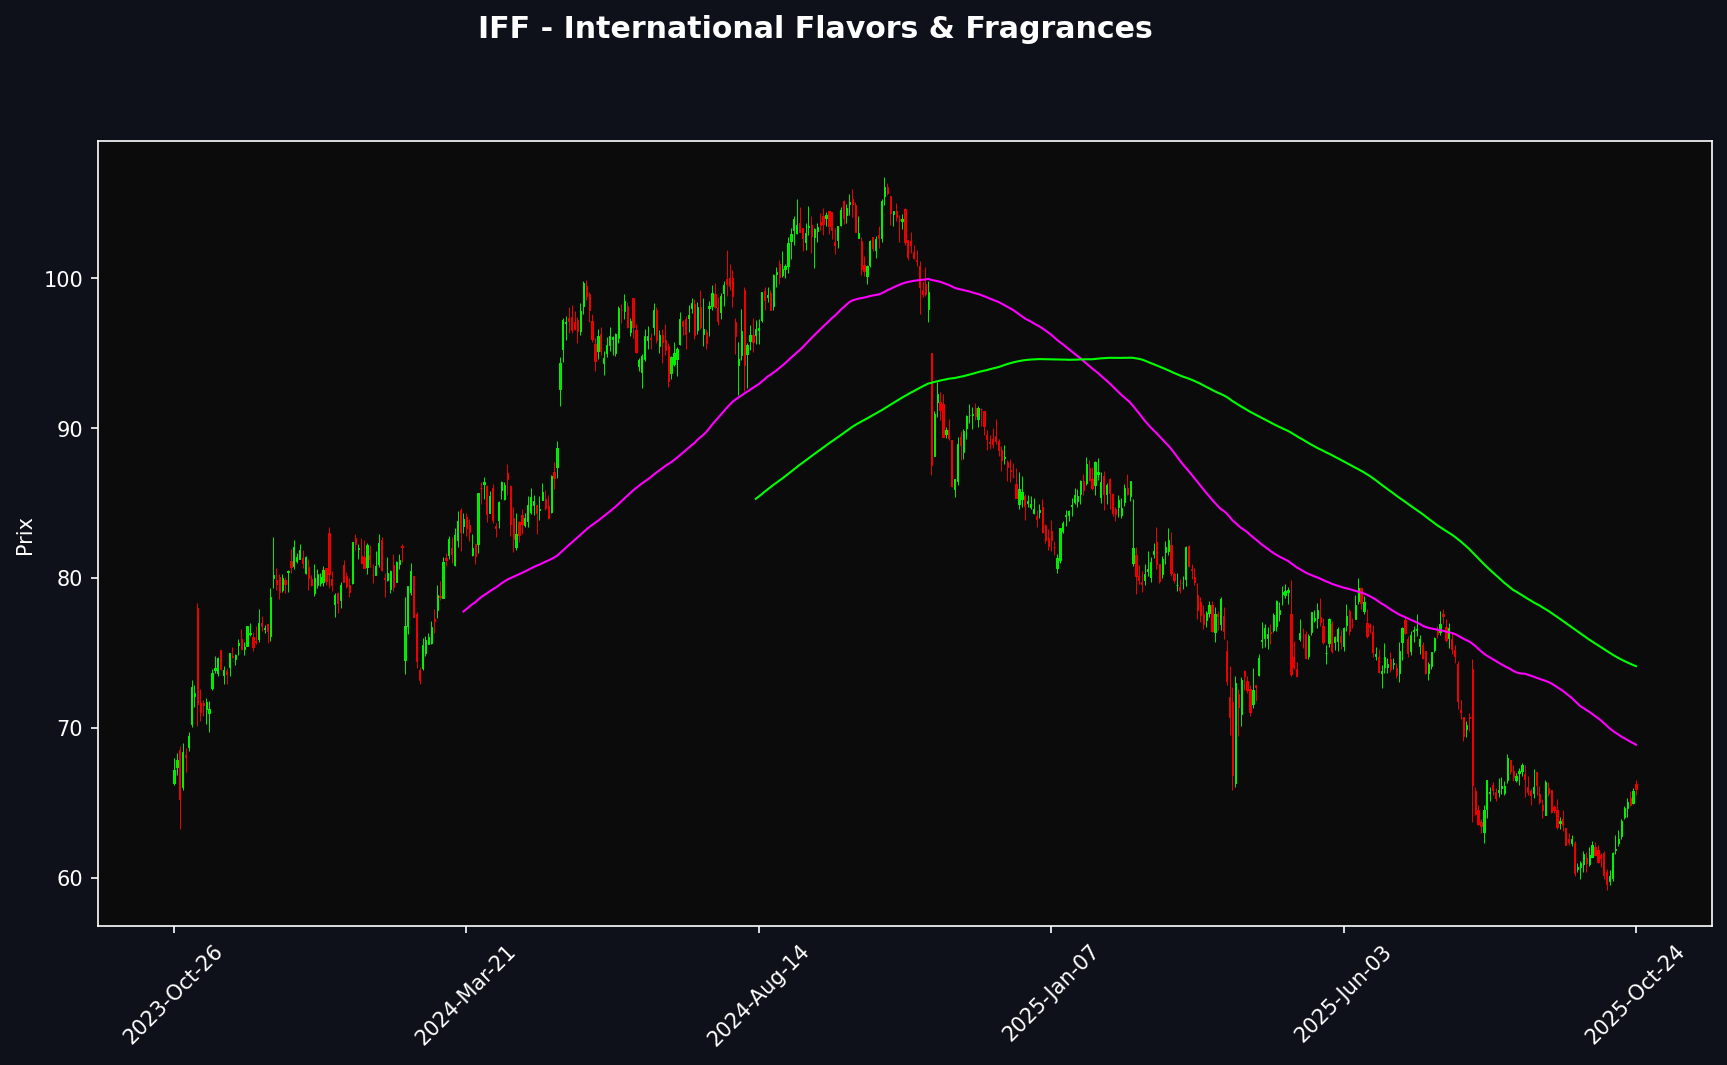 IFF - International Flavors & Fragrances
Prix
100
90
80
70
60
2023-Oct-26
2024-Mar-21
2024-Aug-14
2025-Jan-07
2025-Jun-03
2025-Oct-24